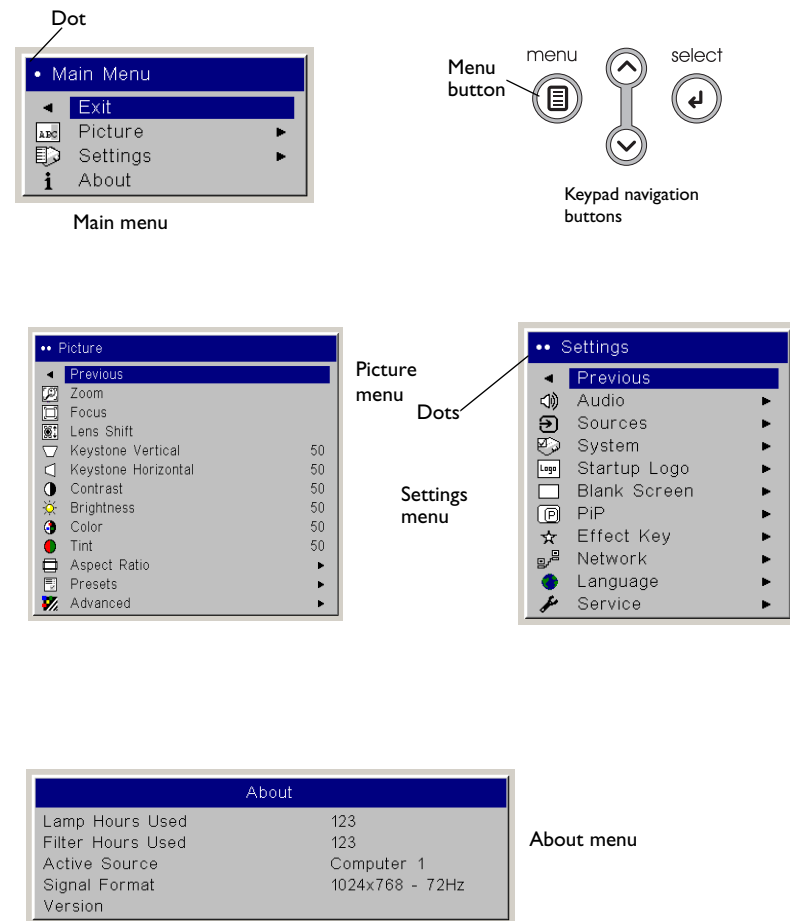 Dot
• Main Menu
Exit
ABC Picture
Settings
i About
Main menu
menu
select
Menu
button
Keypad navigation
buttons
•• Picture
Previous
Zoom
Focus
Lens Shift
Keystone Vertical 50
Keystone Horizontal 50
Contrast 50
Brightness 50
Color 50
Tint 50
Aspect Ratio
Presets
Advanced
Picture
menu
Dots
Settings
menu
•• Settings
Previous
Audio
Sources
System
Logo Startup Logo
Blank Screen
P PiP
Effect Key
Network
Language
Service
About
Lamp Hours Used 123
Filter Hours Used 123
Active Source Computer 1
Signal Format 1024x768 - 72Hz
Version
About menu